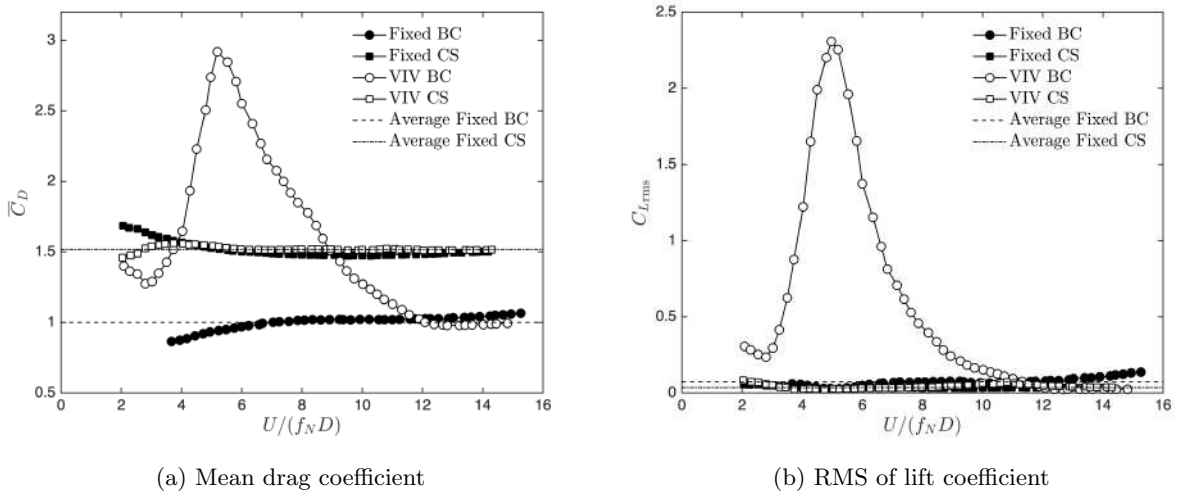 3
2.5
2
1.5
1
0.5
0 2 4 6 8 10 12 14 16
C̅_D
U/(f_N D)
Fixed BC
Fixed CS
VIV BC
VIV CS
Average Fixed BC
Average Fixed CS
(a) Mean drag coefficient
2.5
2
1.5
1
0.5
0
0 2 4 6 8 10 12 14 16
C_Lrms
U/(f_N D)
Fixed BC
Fixed CS
VIV BC
VIV CS
Average Fixed BC
Average Fixed CS
(b) RMS of lift coefficient